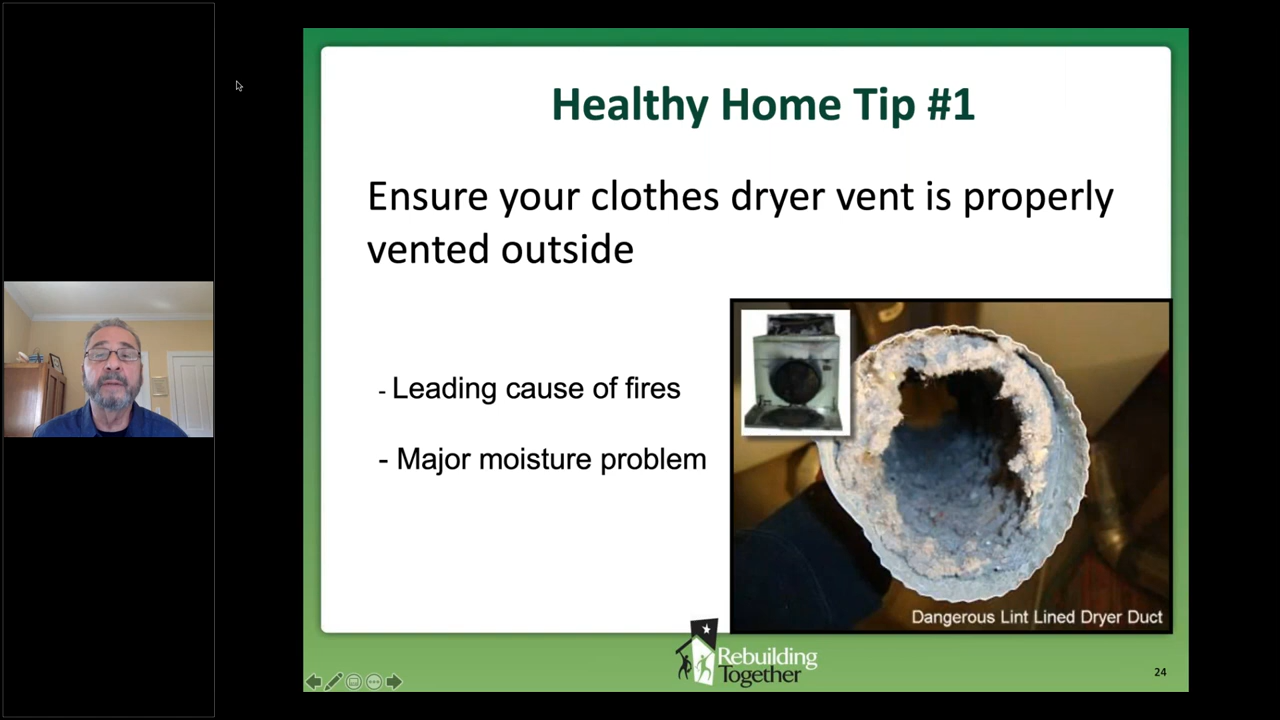 Healthy Home Tip #1
Ensure your clothes dryer vent is properly
vented outside
- Leading cause of fires
- Major moisture problem
Dangerous Lint Lined Dryer Duct
Rebuilding
Together
24